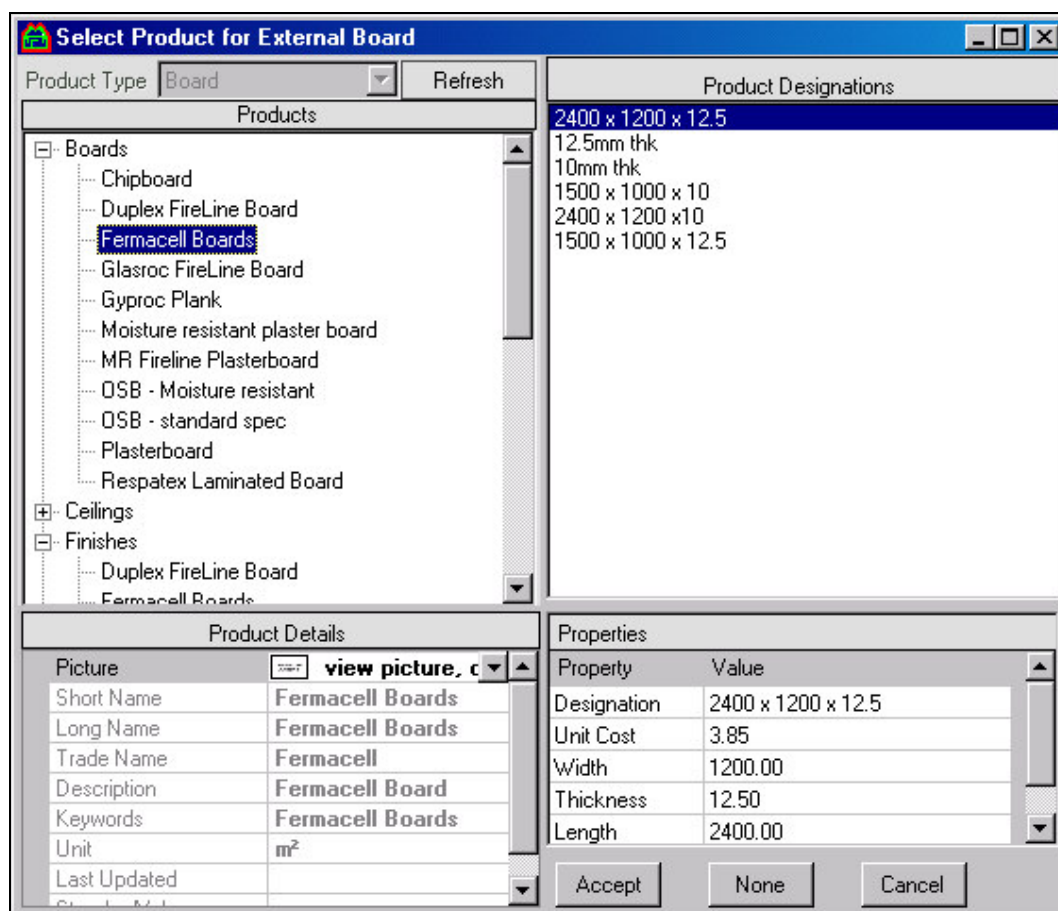 Select Product for External Board
Product Type Board Refresh
Products
Boards
Chipboard
Duplex FireLine Board
Fermacell Boards
Glasroc FireLine Board
Gyproc Plank
Moisture resistant plaster board
MR Fireline Plasterboard
OSB - Moisture resistant
OSB - standard spec
Plasterboard
Respatex Laminated Board
Ceilings
Finishes
Duplex FireLine Board
Fermacell Boards
Product Designations
2400 x 1200 x 12.5
12.5mm thk
10mm thk
1500 x 1000 x 10
2400 x 1200 x10
1500 x 1000 x 12.5
Product Details
Picture view picture, c
Short Name Fermacell Boards
Long Name Fermacell Boards
Trade Name Fermacell
Description Fermacell Board
Keywords Fermacell Boards
Unit m²
Last Updated
Properties
Property Value
Designation 2400 x 1200 x 12.5
Unit Cost 3.85
Width 1200.00
Thickness 12.50
Length 2400.00
Accept None Cancel